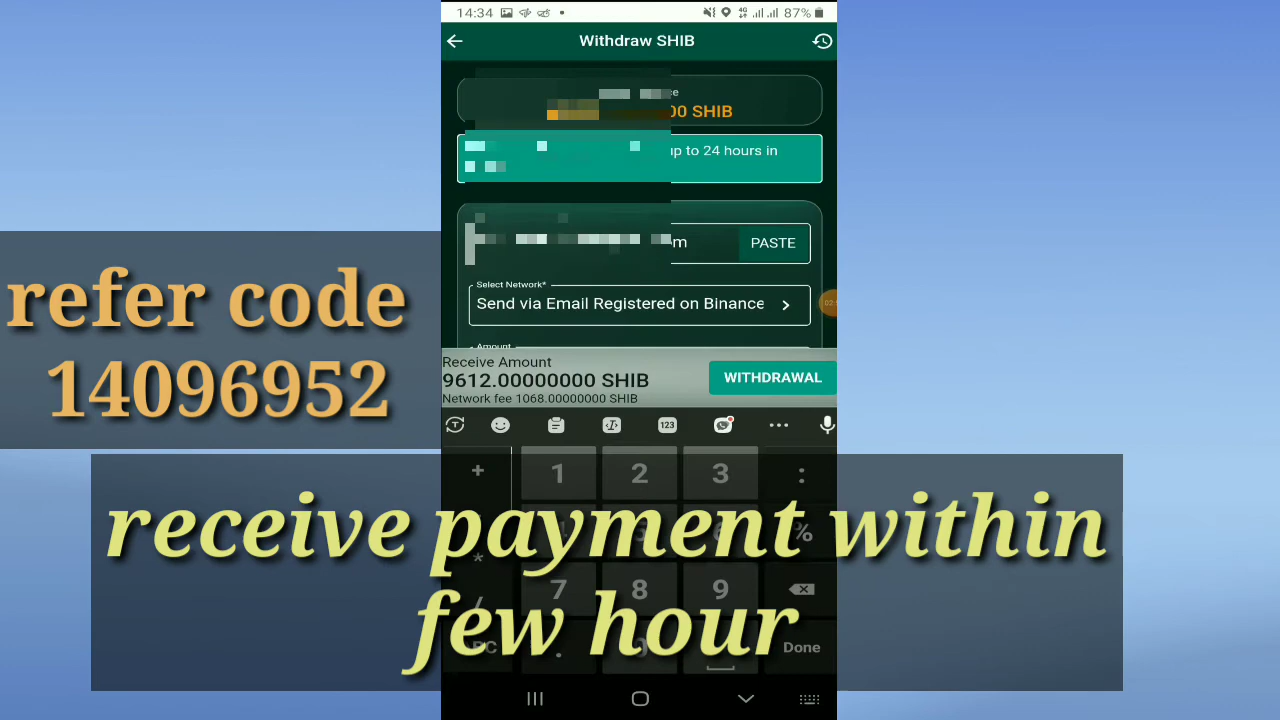 14:34
4G
87%
Withdraw SHIB
00 SHIB
up to 24 hours in
PASTE
Select Network*
Send via Email Registered on Binance
Amount
Receive Amount
9612.00000000 SHIB
WITHDRAWAL
Network fee 1068.00000000 SHIB
refer code
14096952
123
+ 1 2 3 :
%
* 
7 8 9
/
. Done
receive payment within
few hour